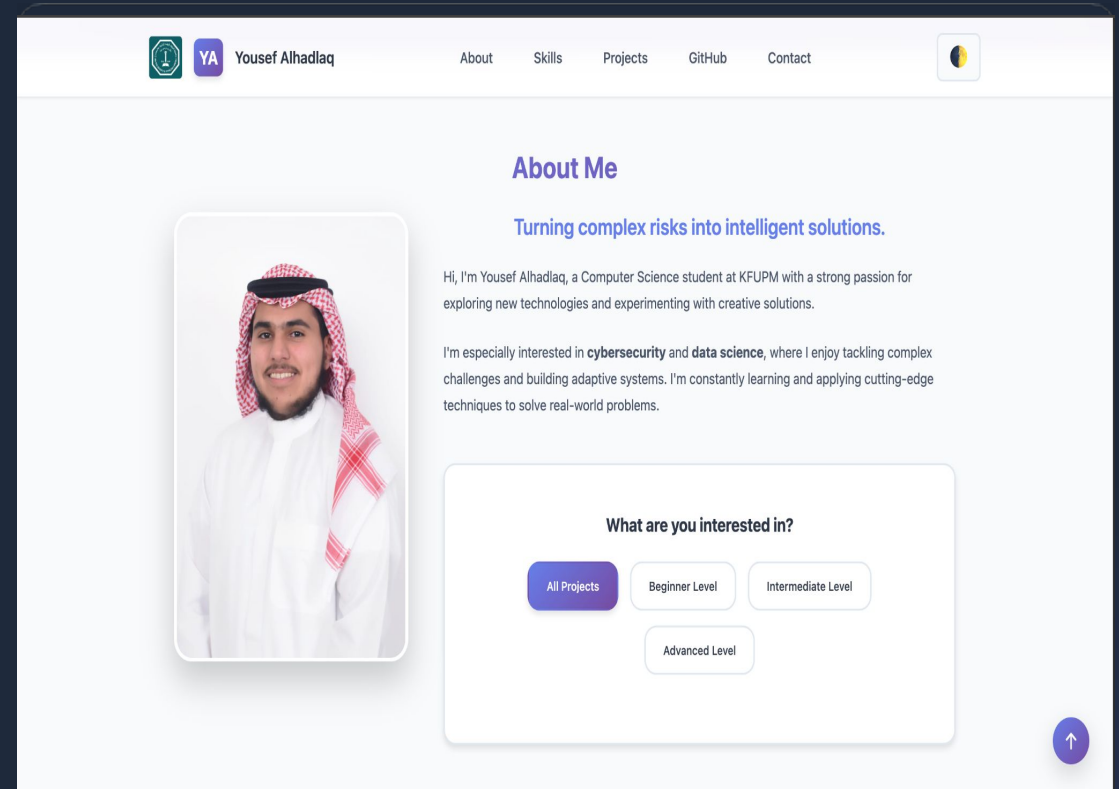 YA Yousef Alhadlaq
About Skills Projects GitHub Contact
About Me
Turning complex risks into intelligent solutions.
Hi, I'm Yousef Alhadlaq, a Computer Science student at KFUPM with a strong passion for
exploring new technologies and experimenting with creative solutions.
I'm especially interested in cybersecurity and data science, where I enjoy tackling complex
challenges and building adaptive systems. I'm constantly learning and applying cutting-edge
techniques to solve real-world problems.
What are you interested in?
All Projects Beginner Level Intermediate Level
Advanced Level